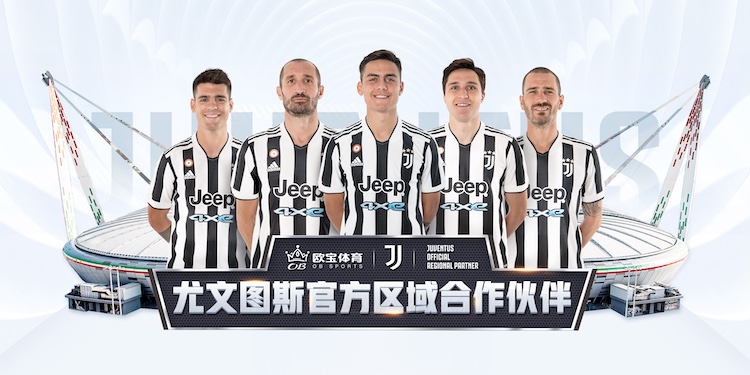 JUVENTUS
Jeep
4XE
Jeep
4XE
Jeep
4XE
Jeep
4XE
Jeep
4XE
OB
欧宝体育
OB SPORTS
JUVENTUS
OFFICIAL
REGIONAL PARTNER
尤文图斯官方区域合作伙伴